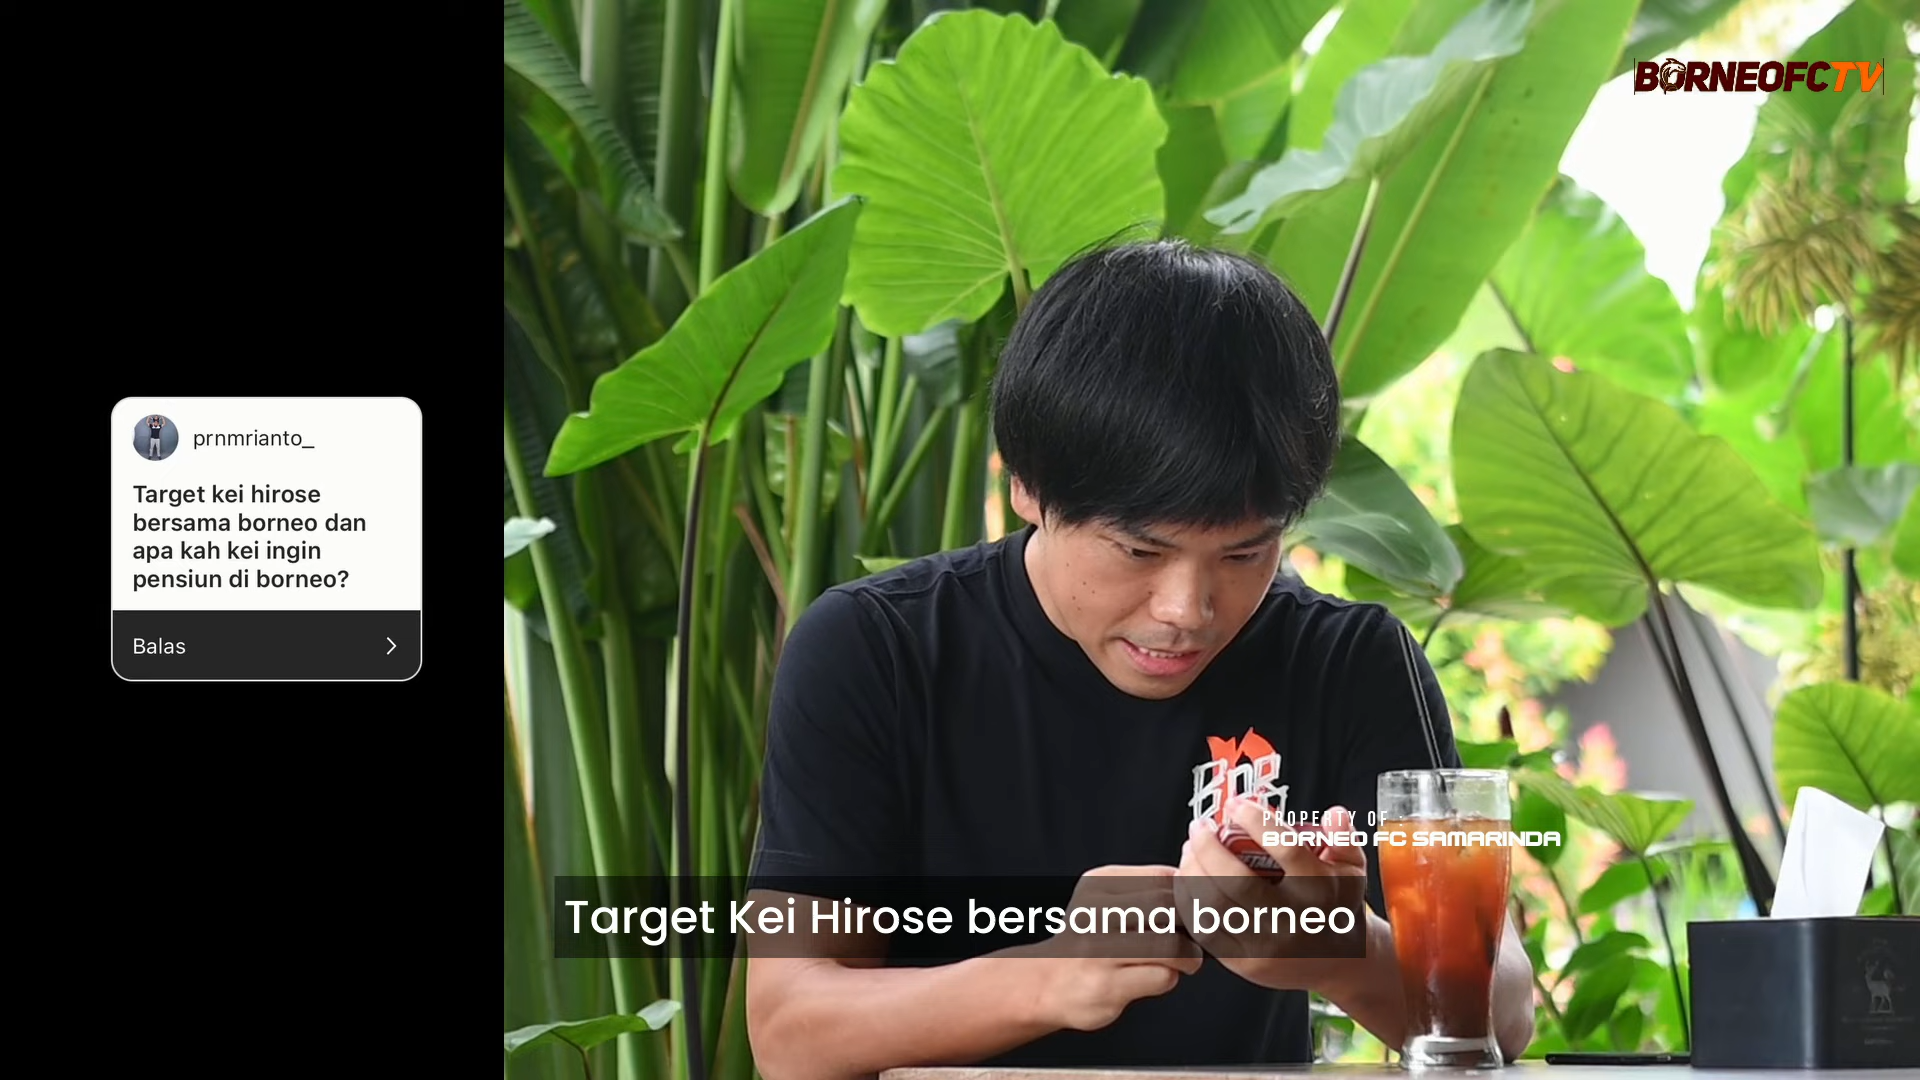 BORNEOFCTV
prnmrianto_
Target kei hirose
bersama borneo dan
apa kah kei ingin
pensiun di borneo?
Balas
PROPERTY OF :
BORNEO FC SAMARINDA
Target Kei Hirose bersama borneo